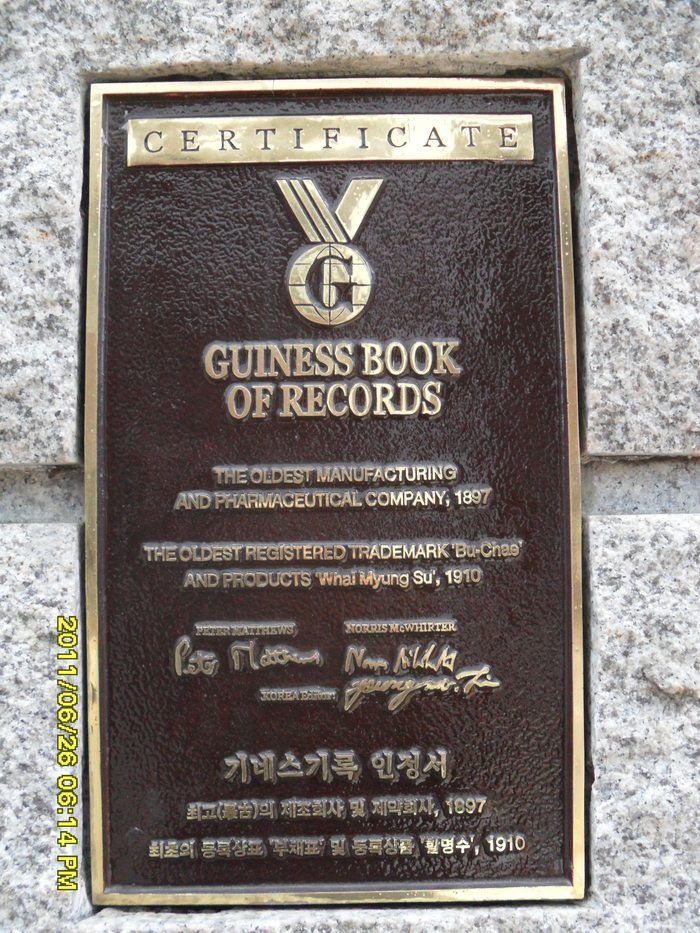 CERTIFICATE
G
GUINESS BOOK
OF RECORDS
THE OLDEST MANUFACTURING
AND PHARMACEUTICAL COMPANY, 1897
THE OLDEST REGISTERED TRADEMARK 'Bu-Chae'
AND PRODUCTS 'Whal Myung Su', 1910
PETER MATTHEWS NORRIS McWHIRTER
Peter Matthews
KOREA Editor
기네스기록 인정서
최고(最古)의 제조회사 및 제약회사, 1897
최초의 등록상표 '부채표' 및 등록상품 '활명수', 1910
2011/06/26 06:14 PM